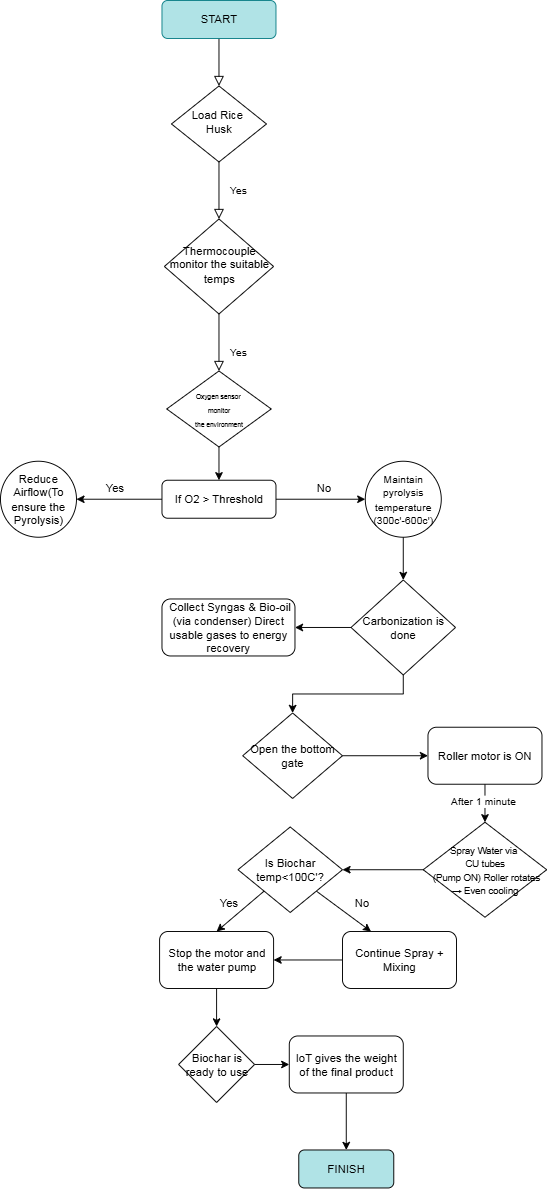 START
Load Rice
Husk
Yes
Thermocouple
monitor the suitable
temps
Yes
Oxygen sensor
monitor
the environment
Reduce
Airflow(To
ensure the
Pyrolysis)
Yes
If O2 > Threshold
No
Maintain
pyrolysis
temperature
(300c'-600c')
Collect Syngas & Bio-oil
(via condenser) Direct
usable gases to energy
recovery
Carbonization is
done
Open the bottom
gate
Roller motor is ON
After 1 minute
Spray Water via
CU tubes
(Pump ON) Roller rotates
→ Even cooling
Is Biochar
temp<100C'?
Yes
No
Stop the motor and
the water pump
Continue Spray +
Mixing
Biochar is
ready to use
IoT gives the weight
of the final product
FINISH